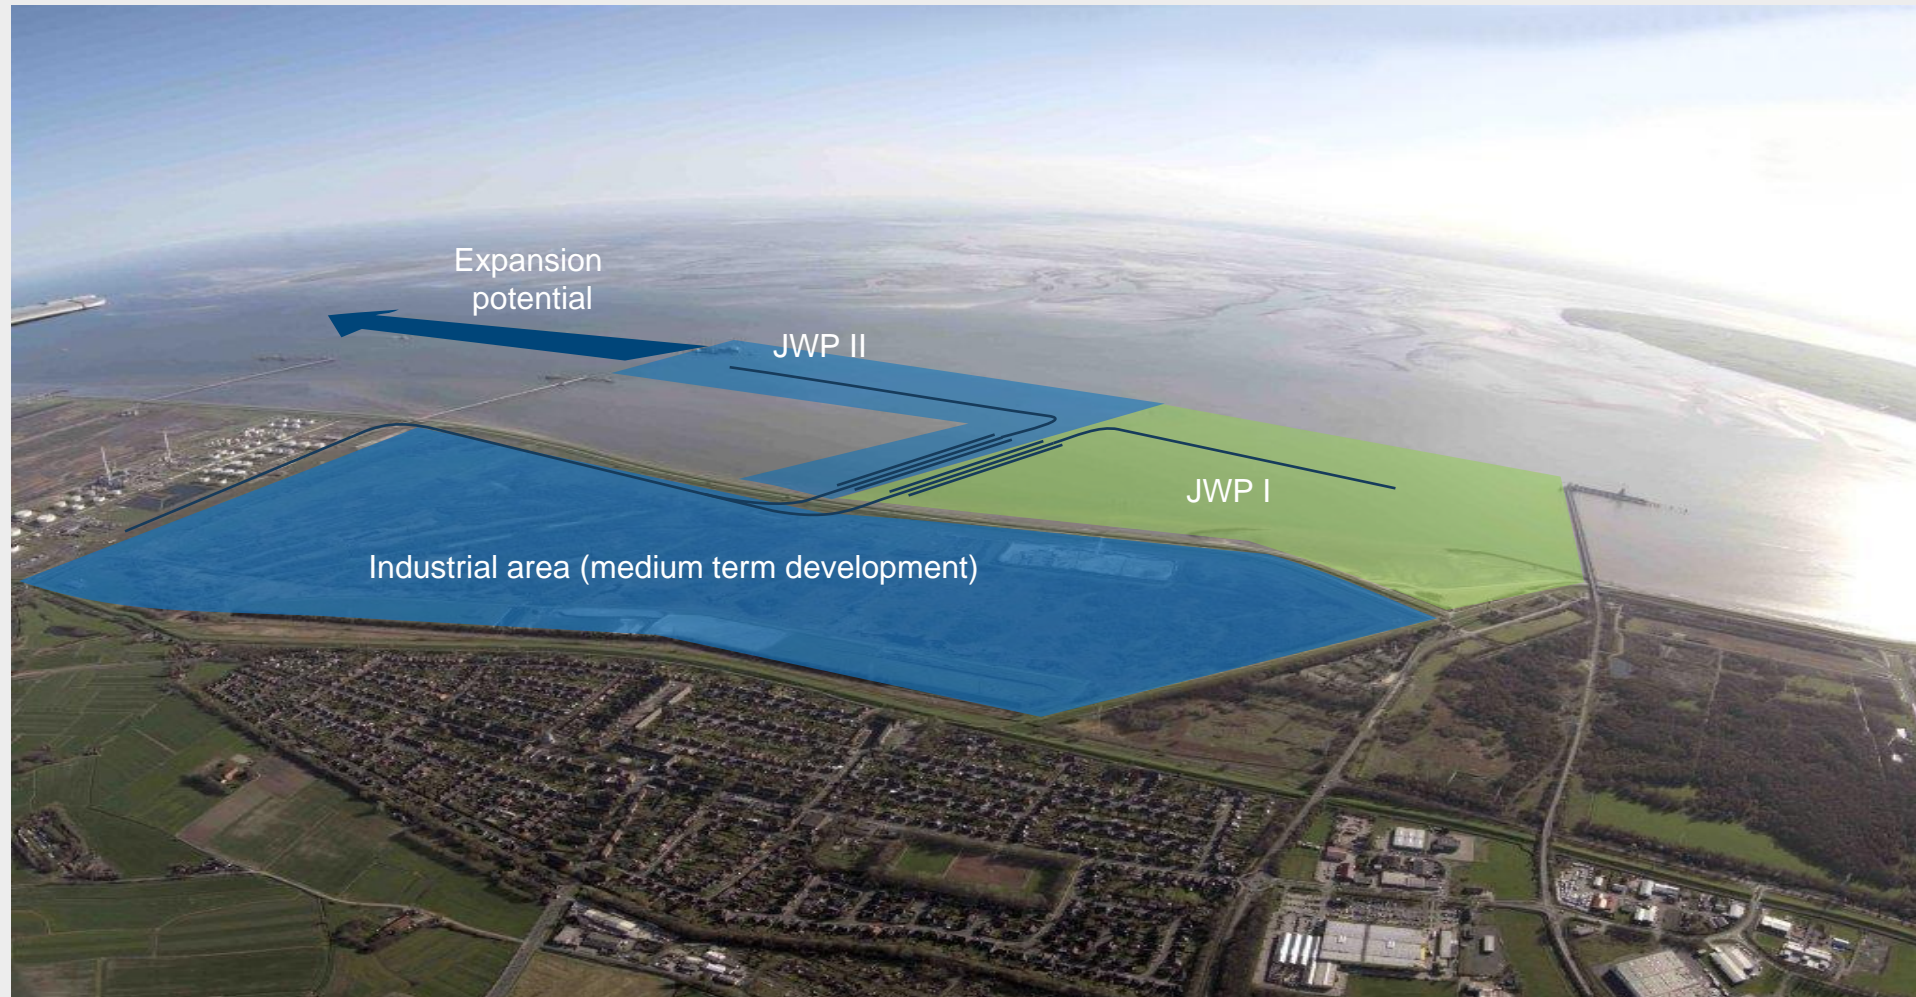 Expansion
potential
JWP II
JWP I
Industrial area (medium term development)